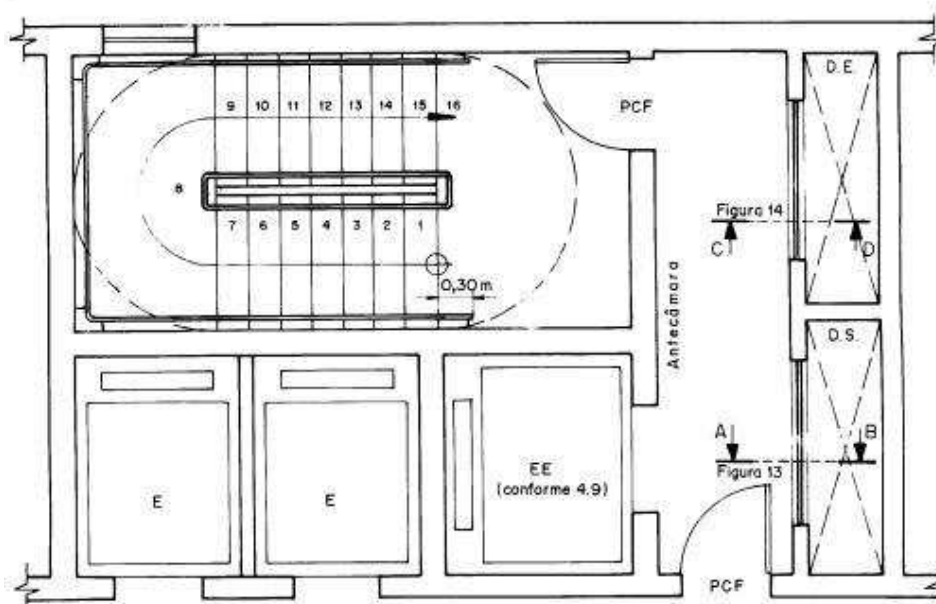 D.E.
9 10 11 12 13 14 15 16
PCF
8
Figura 14
C D
7 6 5 4 3 2 1
0,30 m
Antecâmara
D.S.
A B
Figura 13
EE
(conforme 4.9)
E E
PCF